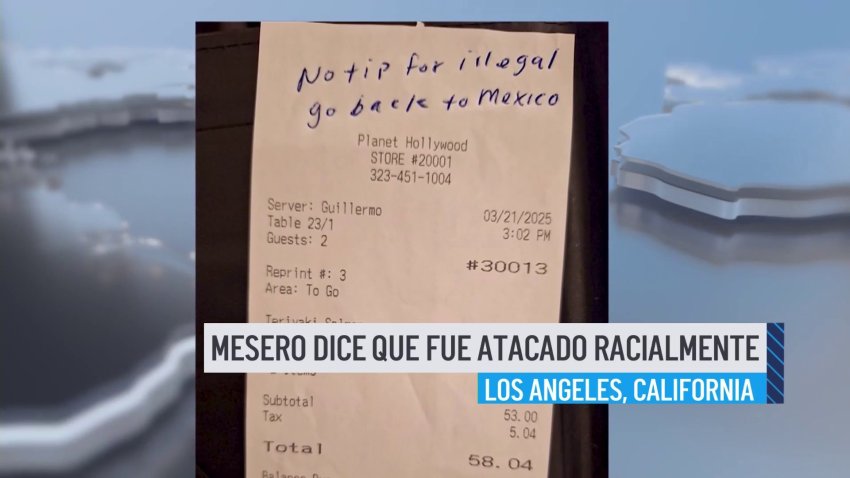 No tip for illegal
go back to Mexico
Planet Hollywood
STORE #20001
323-451-1004
Server: Guillermo
03/21/2025
Table 23/1
3:02 PM
Guests: 2
#30013
Reprint #: 3
Area: To Go
Teriyaki
MESERO DICE QUE FUE ATACADO RACIALMENTE
LOS ANGELES, CALIFORNIA
Subtotal
53.00
Tax
5.04
Total
58.04